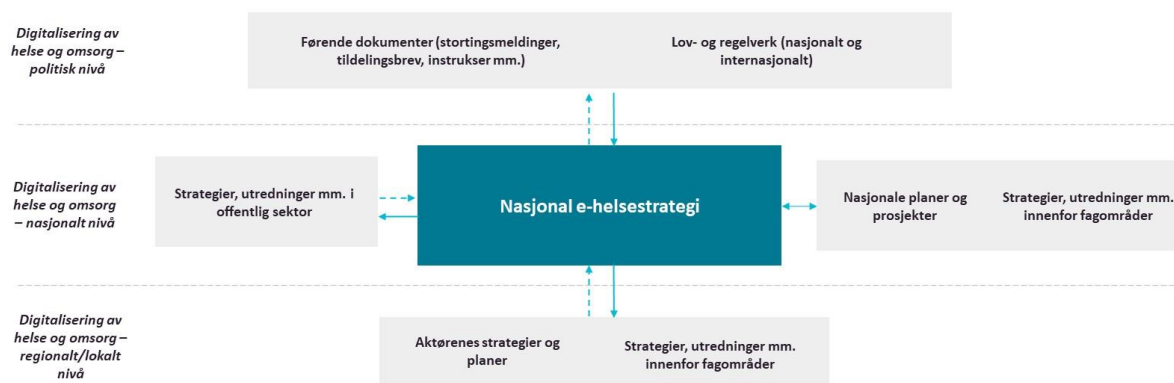 Digitalisering av
helse og omsorg –
politisk nivå
Førende dokumenter (stortingsmeldinger,
tildelingsbrev, instrukser mm.)
Lov- og regelverk (nasjonalt og
internasjonalt)
Digitalisering av
helse og omsorg
– nasjonalt nivå
Strategier, utredninger mm. i
offentlig sektor
Nasjonal e-helsestrategi
Nasjonale planer og
prosjekter
Strategier, utredninger mm.
innenfor fagområder
Digitalisering av
helse og omsorg –
regionalt/lokalt
nivå
Aktørenes strategier og
planer
Strategier, utredninger mm.
innenfor fagområder